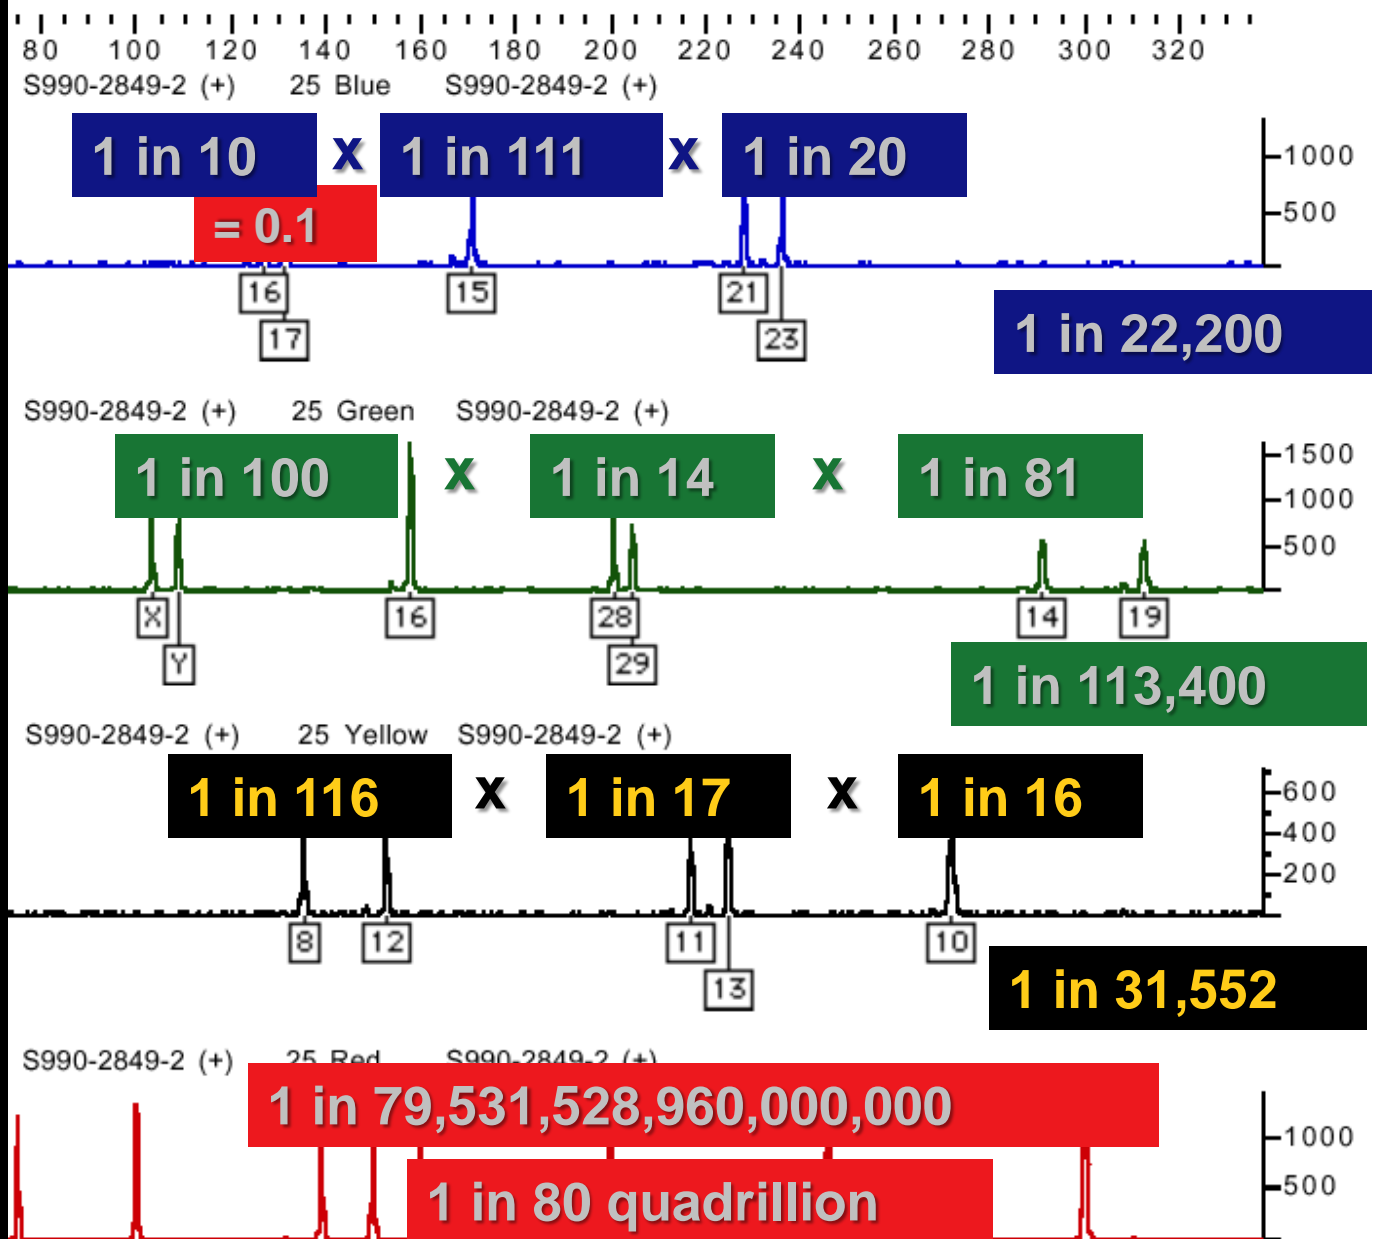 80 100 120 140 160 180 200 220 240 260 280 300 320
S990-2849-2 (+) 25 Blue S990-2849-2 (+)
1 in 10 x 1 in 111 x 1 in 20
1000
= 0.1
500
16 15 21
17 23
1 in 22,200
S990-2849-2 (+) 25 Green S990-2849-2 (+)
1 in 100 x 1 in 14 x 1 in 81
1500
1000
500
X 16 28 14 19
Y 29
1 in 113,400
S990-2849-2 (+) 25 Yellow S990-2849-2 (+)
1 in 116 x 1 in 17 x 1 in 16
600
400
200
8 12 11 10
13
1 in 31,552
S990-2849-2 (+) 25 Red S990-2849-2 (+)
1 in 79,531,528,960,000,000
1000
1 in 80 quadrillion
500